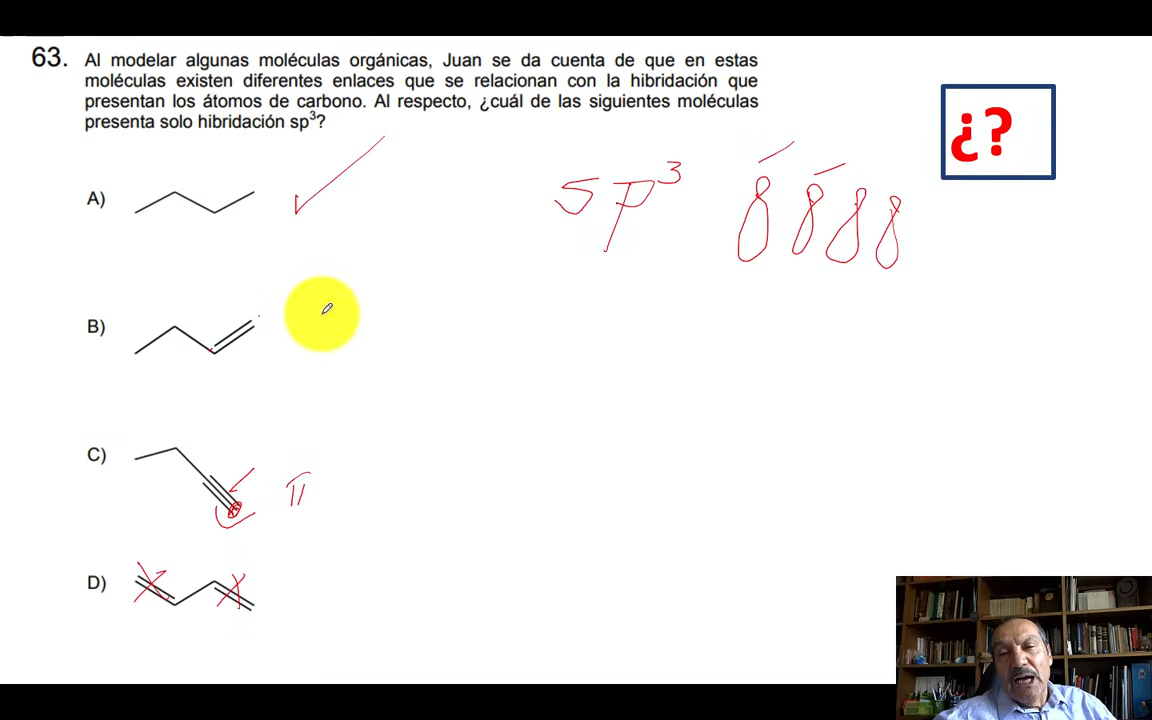 63. Al modelar algunas moléculas orgánicas, Juan se da cuenta de que en estas
moléculas existen diferentes enlaces que se relacionan con la hibridación que
presentan los átomos de carbono. Al respecto, ¿cuál de las siguientes moléculas
presenta solo hibridación sp³?
¿?
A)
sp³
B)
C)
π
D)